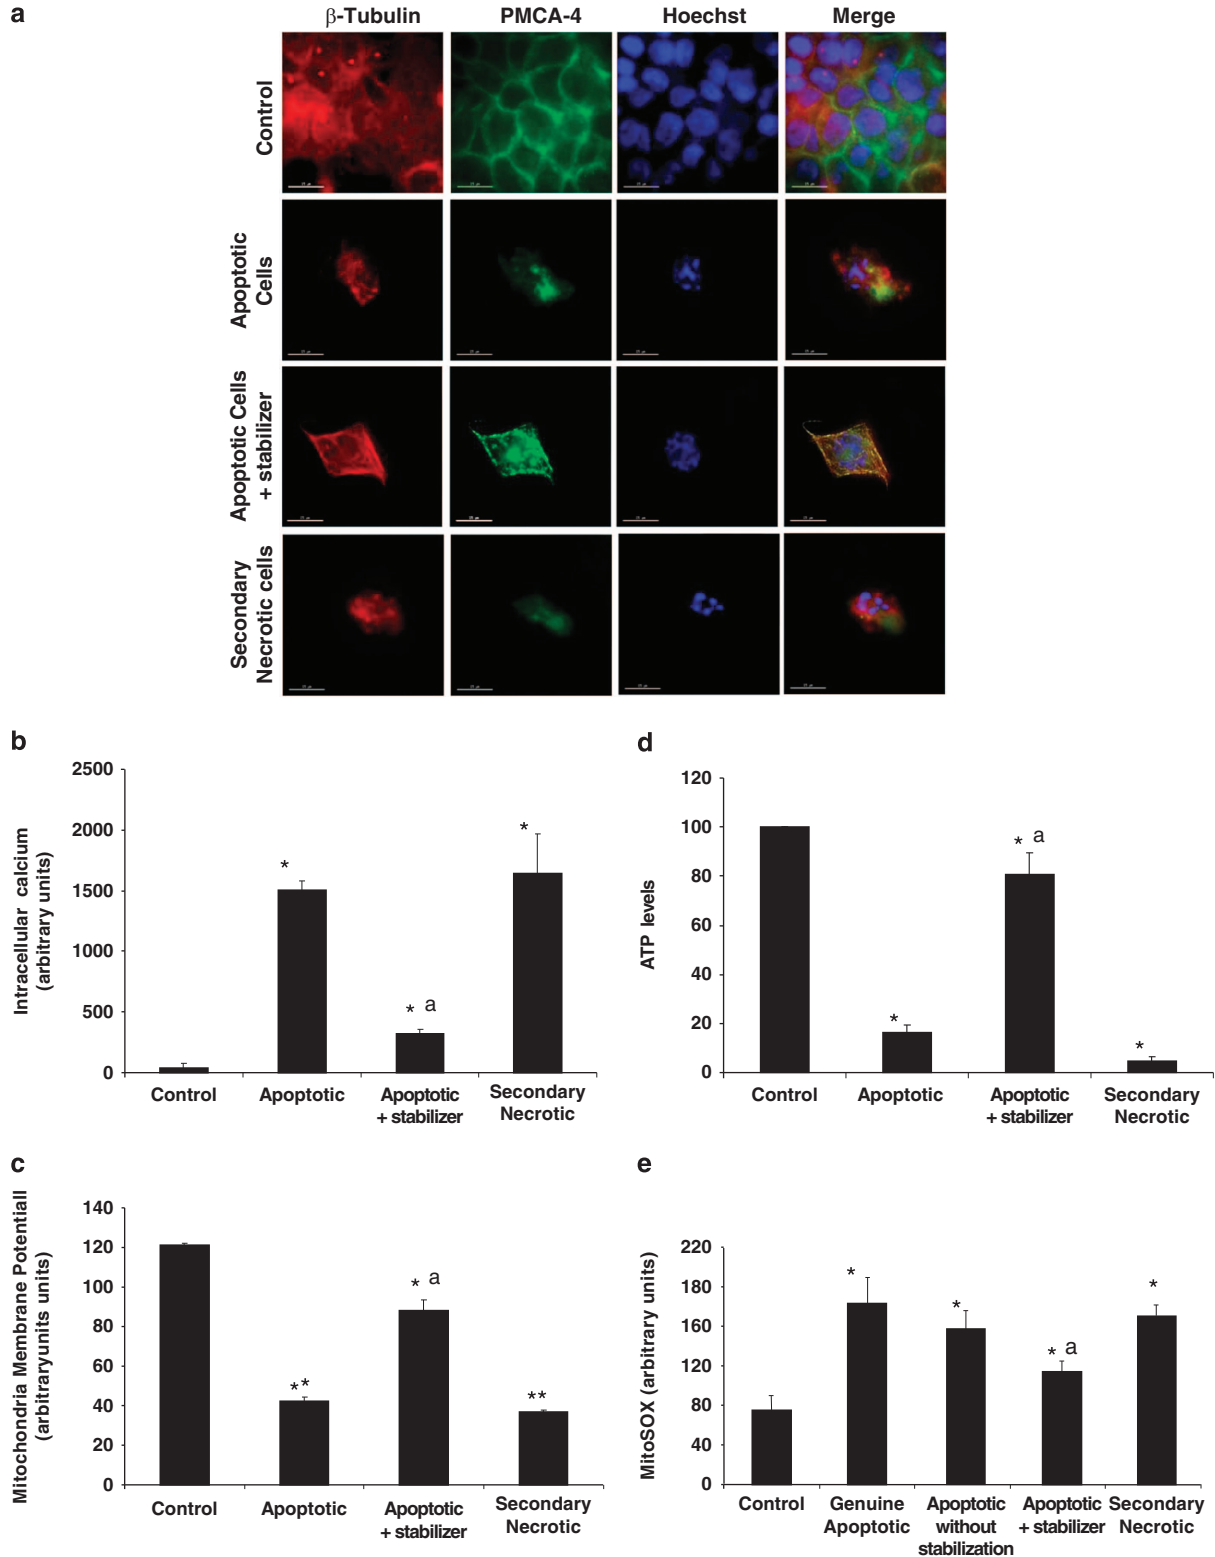 a
β-Tubulin PMCA-4 Hoechst Merge
Control
Apoptotic
Cells
Apoptotic Cells
+ stabilizer
Secondary
Necrotic cells
b
Intracellular calcium
(arbitrary units)
2500
2000
1500
1000
500
0
*
* a
*
Control Apoptotic Apoptotic
+ stabilizer
Secondary
Necrotic
d
ATP levels
120
100
80
60
40
20
0
*
* a
*
Control Apoptotic Apoptotic
+ stabilizer
Secondary
Necrotic
c
Mitochondria Membrane Potentiall
(arbitraryunits units)
140
120
100
80
60
40
20
0
**
* a
**
Control Apoptotic Apoptotic
+ stabilizer
Secondary
Necrotic
e
MitoSOX (arbitrary units)
220
200
160
120
80
40
0
*
*
* a
*
Control Genuine
Apoptotic
Apoptotic
without
stabilization
Apoptotic
+ stabilizer
Secondary
Necrotic